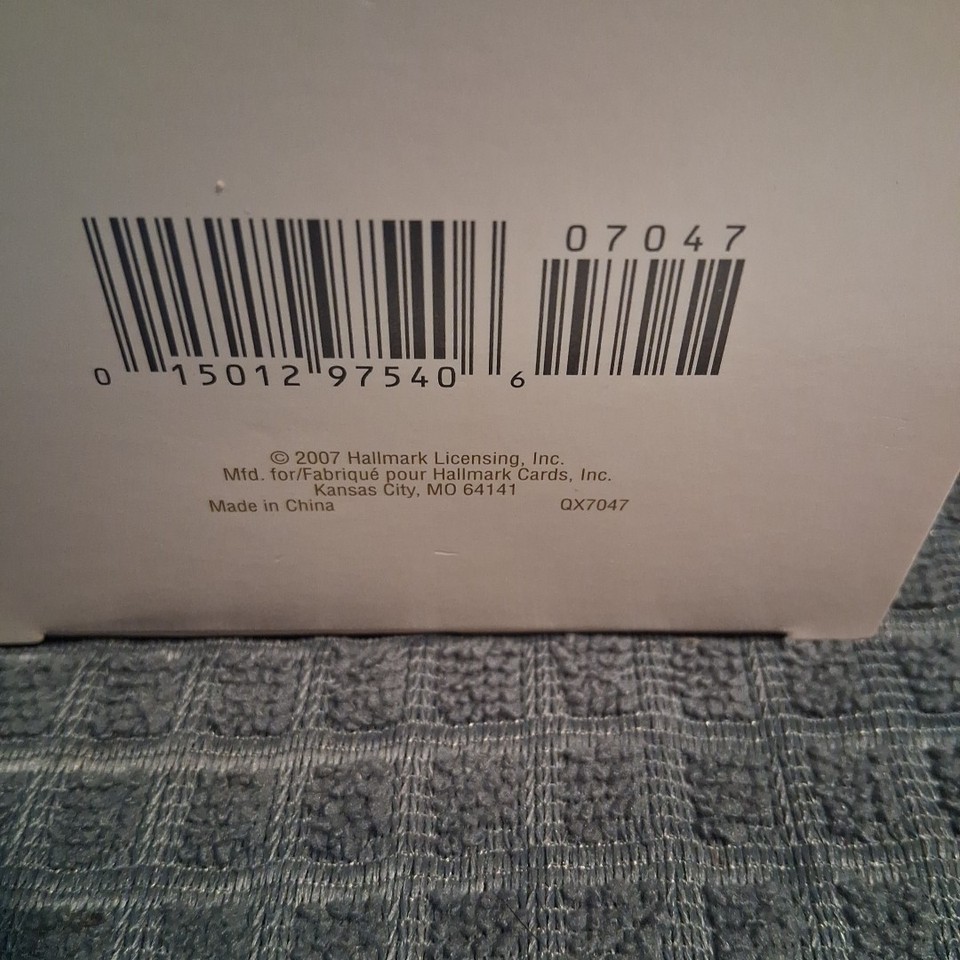 07047
0 15012 97540 6
© 2007 Hallmark Licensing, Inc.
Mfd. for/Fabriqué pour Hallmark Cards, Inc.
Kansas City, MO 64141
Made in China QX7047